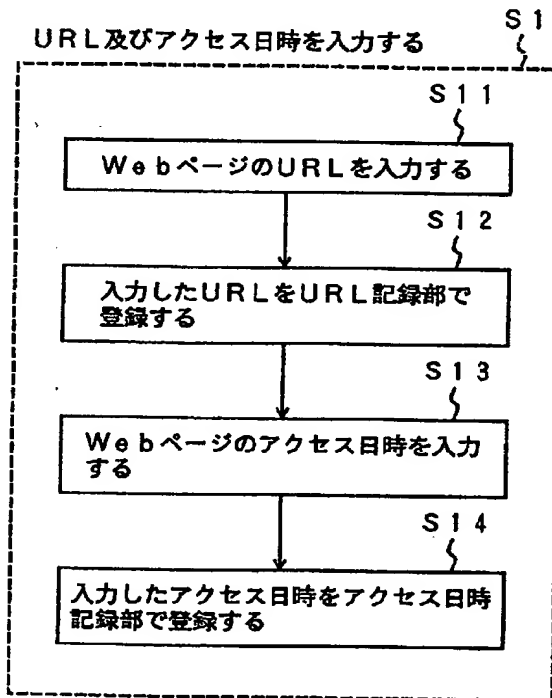 S1
URL及びアクセス日時を入力する
S11
WebページのURLを入力する
S12
入力したURLをURL記録部で
登録する
S13
Webページのアクセス日時を入力
する
S14
入力したアクセス日時をアクセス日時
記録部で登録する